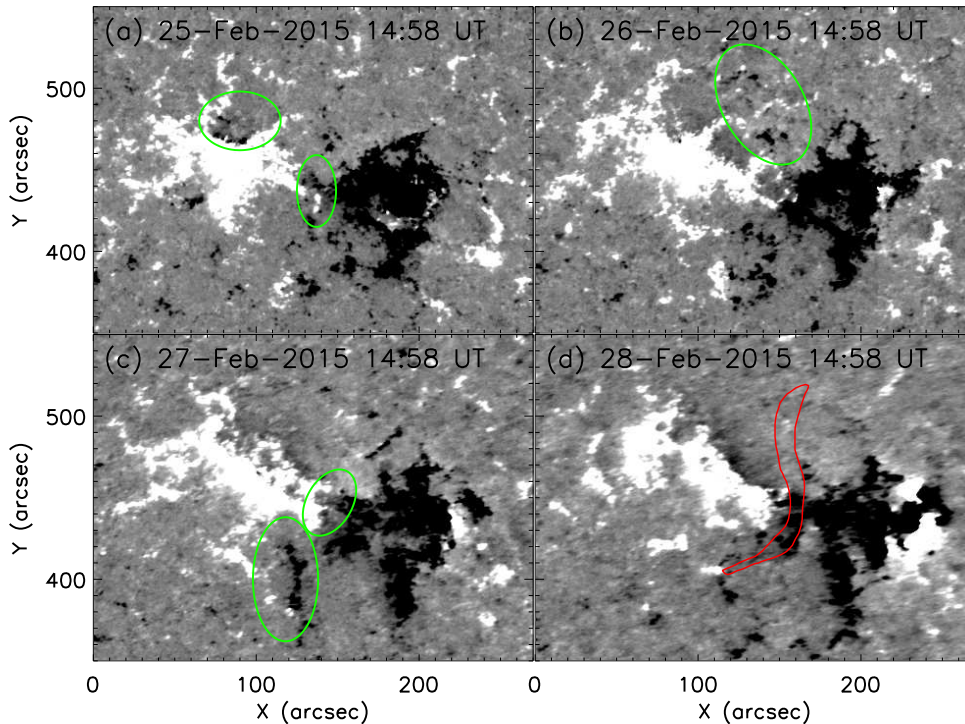 (a) 25-Feb-2015 14:58 UT
(b) 26-Feb-2015 14:58 UT
500
400
Y (arcsec)
(c) 27-Feb-2015 14:58 UT
(d) 28-Feb-2015 14:58 UT
500
400
Y (arcsec)
0 100 200 0 100 200
X (arcsec) X (arcsec)